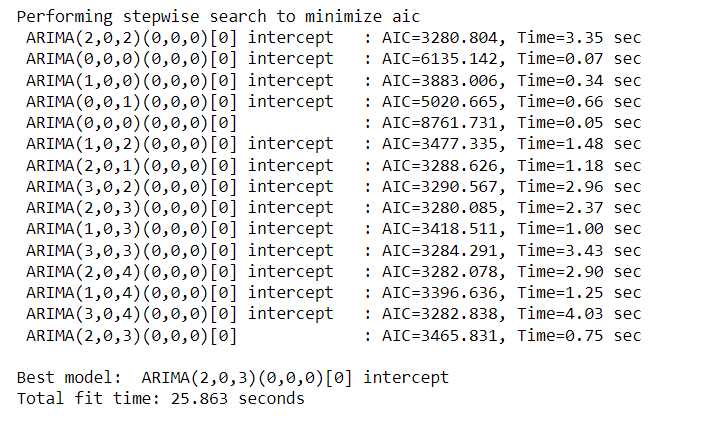 Performing stepwise search to minimize aic
ARIMA(2,0,2)(0,0,0)[0] intercept   : AIC=3280.804, Time=3.35 sec
ARIMA(0,0,0)(0,0,0)[0] intercept   : AIC=6135.142, Time=0.07 sec
ARIMA(1,0,0)(0,0,0)[0] intercept   : AIC=3883.006, Time=0.34 sec
ARIMA(0,0,1)(0,0,0)[0] intercept   : AIC=5020.665, Time=0.66 sec
ARIMA(0,0,0)(0,0,0)[0]             : AIC=8761.731, Time=0.05 sec
ARIMA(1,0,2)(0,0,0)[0] intercept   : AIC=3477.335, Time=1.48 sec
ARIMA(2,0,1)(0,0,0)[0] intercept   : AIC=3288.626, Time=1.18 sec
ARIMA(3,0,2)(0,0,0)[0] intercept   : AIC=3290.567, Time=2.96 sec
ARIMA(2,0,3)(0,0,0)[0] intercept   : AIC=3280.085, Time=2.37 sec
ARIMA(1,0,3)(0,0,0)[0] intercept   : AIC=3418.511, Time=1.00 sec
ARIMA(3,0,3)(0,0,0)[0] intercept   : AIC=3284.291, Time=3.43 sec
ARIMA(2,0,4)(0,0,0)[0] intercept   : AIC=3282.078, Time=2.90 sec
ARIMA(1,0,4)(0,0,0)[0] intercept   : AIC=3396.636, Time=1.25 sec
ARIMA(3,0,4)(0,0,0)[0] intercept   : AIC=3282.838, Time=4.03 sec
ARIMA(2,0,3)(0,0,0)[0]             : AIC=3465.831, Time=0.75 sec
Best model:  ARIMA(2,0,3)(0,0,0)[0] intercept
Total fit time: 25.863 seconds